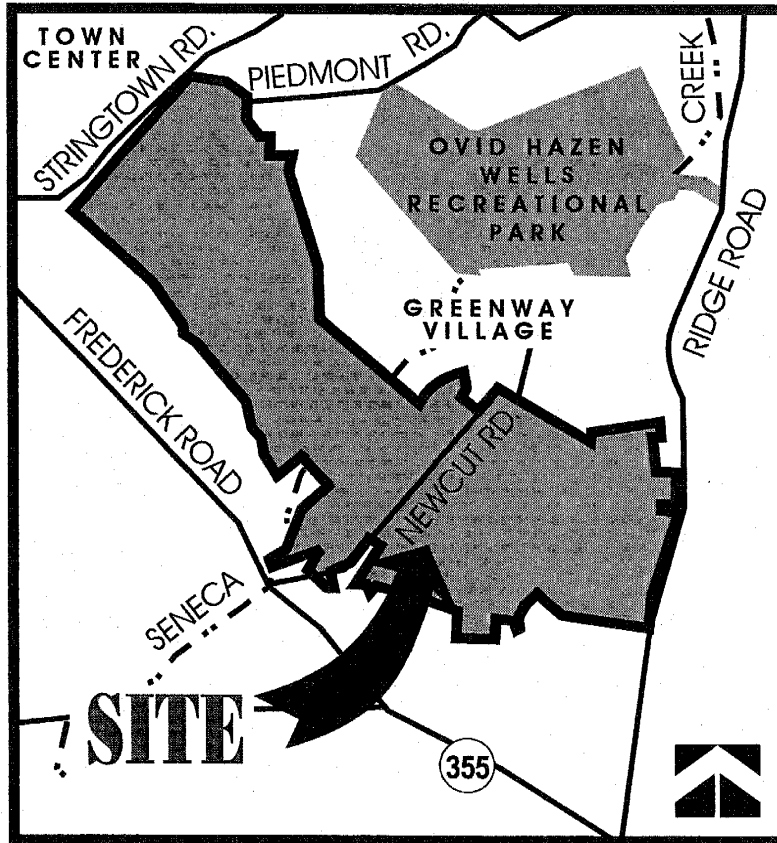 TOWN
CENTER
STRINGTOWN RD.
PIEDMONT RD.
CREEK
OVID HAZEN
WELLS
RECREATIONAL
PARK
RIDGE ROAD
GREENWAY
VILLAGE
FREDERICK ROAD
NEWCUT RD.
SENECA
SITE
355